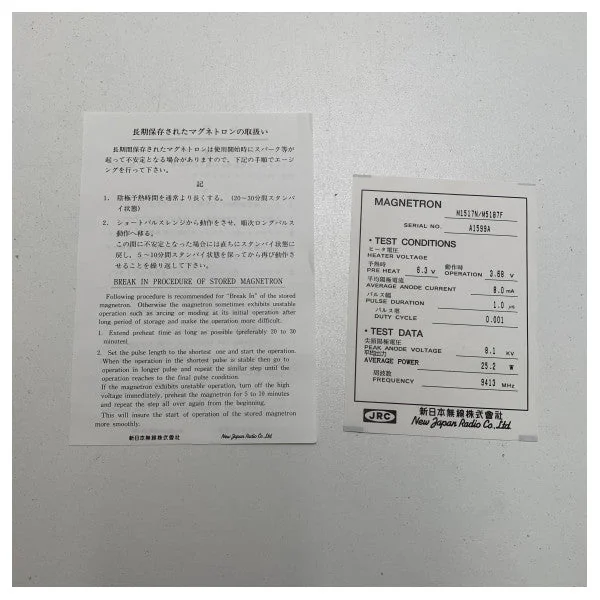 長期保存されたマグネトロンの取扱い
長期間保存されたマグネトロンは使用開始時にスパーク等が
起って不安定となる場合がありますので、下記の手順でエージ
ングを行って下さい。
記
1. 陰極予熱時間を通常より長くする。(20~30分間スタンバ
イ状態)
2. ショートパルスレンジから動作をさせ、順次ロングパルス
動作へ移る。
この間に不安定となった場合には直ちにスタンバイ状態に
戻し、5~10分間スタンバイ状態を保ってから再び動作さ
せることを繰り返して下さい。
BREAK IN PROCEDURE OF STORED MAGNETRON
Following procedure is recommended for "Break In" of the stored
magnetron. Otherwise the magnetron sometimes exhibits unstable
operation such as arcing or moding at its initial operation after
long period of storage and make the operation more difficult.
1. Extend preheat time as long as possible (preferably 20 to 30
minutes).
2. Set the pulse length to the shortest one and start the operation.
When the operation in the shortest pulse is stable then go to
operation in longer pulse and repeat the similar step until the
operation reaches to the final pulse condition.
If the magnetron exhibits unstable operation, turn off the high
voltage immediately, preheat the magnetron for 5 to 10 minutes
and repeat the step all over again from the beginning.
This will insure the start of operation of the stored magnetron
more smoothly.
新日本無線株式会社 New Japan Radio Co., Ltd.
MAGNETRON M1517N/M5187F
SERIAL NO. A1599A
・TEST CONDITIONS
ヒータ電圧
HEATER VOLTAGE
予熱時 動作時
PRE HEAT 6.3 V OPERATION 3.68 V
平均陽極電流
AVERAGE ANODE CURRENT 8.0 mA
パルス幅
PULSE DURATION 1.0 μs
パルス率
DUTY CYCLE 0.001
・TEST DATA
尖頭陽極電圧
PEAK ANODE VOLTAGE 8.1 KV
平均出力
AVERAGE POWER 25.2 W
周波数
FREQUENCY 9413 MHz
JRC 新日本無線株式會社
New Japan Radio Co., Ltd.